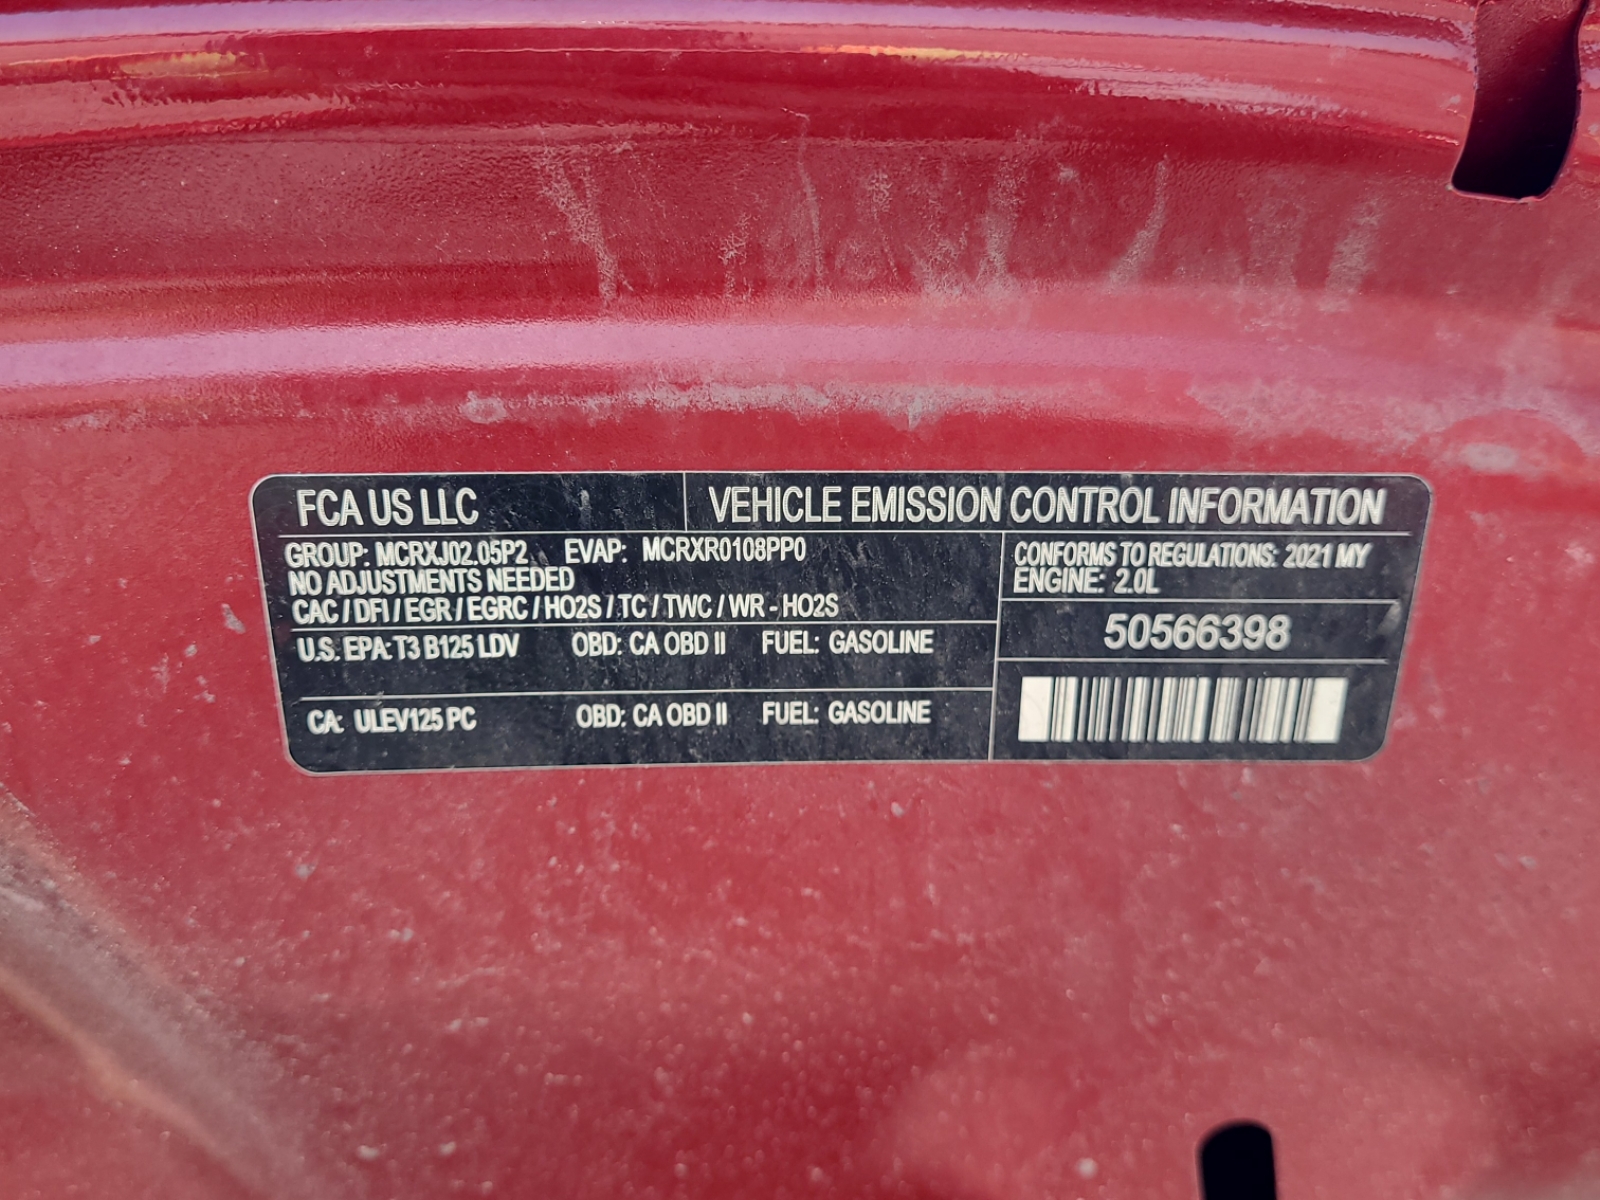 FCA US LLC
VEHICLE EMISSION CONTROL INFORMATION
GROUP: MCRXJ02.05P2 EVAP: MCRXR0108PP0
NO ADJUSTMENTS NEEDED
CAC / DFI / EGR / EGRC / HO2S / TC / TWC / WR - HO2S
U.S. EPA: T3 B125 LDV OBD: CA OBD II FUEL: GASOLINE
CA: ULEV125 PC OBD: CA OBD II FUEL: GASOLINE
CONFORMS TO REGULATIONS: 2021 MY
ENGINE: 2.0L
50566398